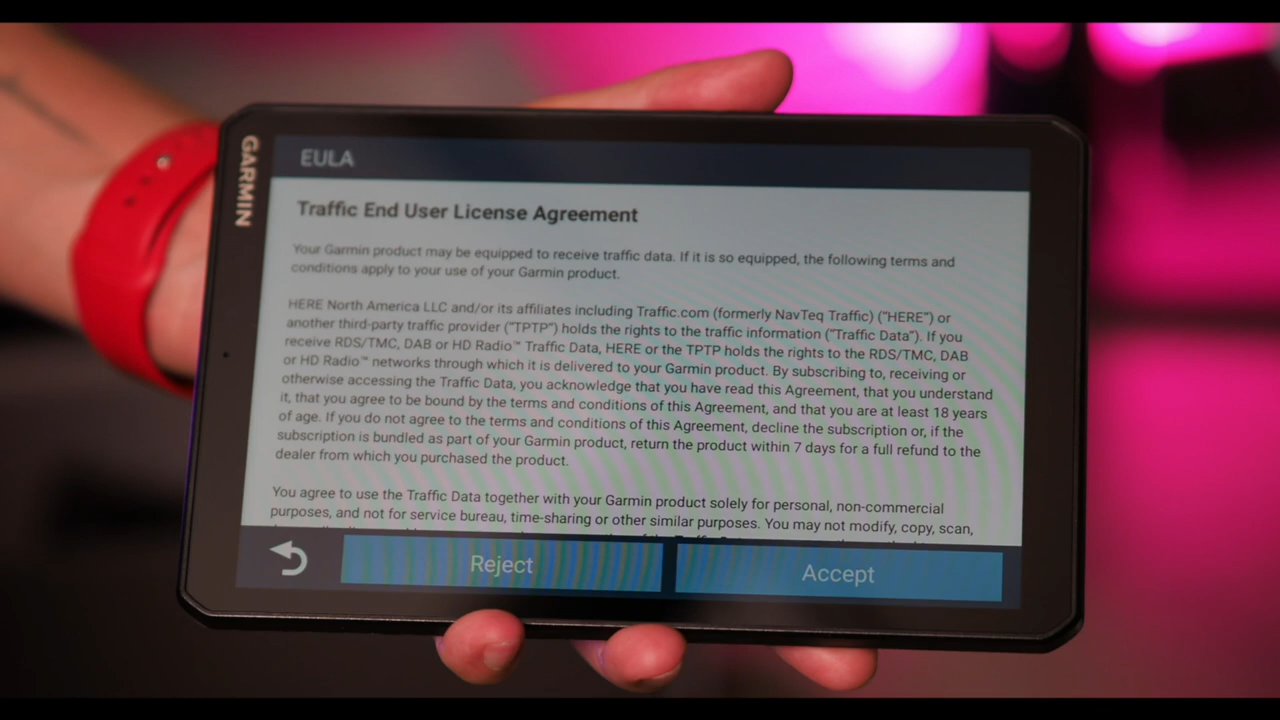 GARMIN
EULA
Traffic End User License Agreement
Your Garmin product may be equipped to receive traffic data. If it is so equipped, the following terms and
conditions apply to your use of your Garmin product.
HERE North America LLC and/or its affiliates including Traffic.com (formerly NavTeq Traffic) ("HERE") or
another third-party traffic provider ("TPTP") holds the rights to the traffic information ("Traffic Data"). If you
receive RDS/TMC, DAB or HD Radio™ Traffic Data, HERE or the TPTP holds the rights to the RDS/TMC, DAB
or HD Radio™ networks through which it is delivered to your Garmin product. By subscribing to, receiving or
otherwise accessing the Traffic Data, you acknowledge that you have read this Agreement, that you understand
it, that you agree to be bound by the terms and conditions of this Agreement, and that you are at least 18 years
of age. If you do not agree to the terms and conditions of this Agreement, decline the subscription or, if the
subscription is bundled as part of your Garmin product, return the product within 7 days for a full refund to the
dealer from which you purchased the product.
You agree to use the Traffic Data together with your Garmin product solely for personal, non-commercial
purposes, and not for service bureau, time-sharing or other similar purposes. You may not modify, copy, scan,
Reject
Accept